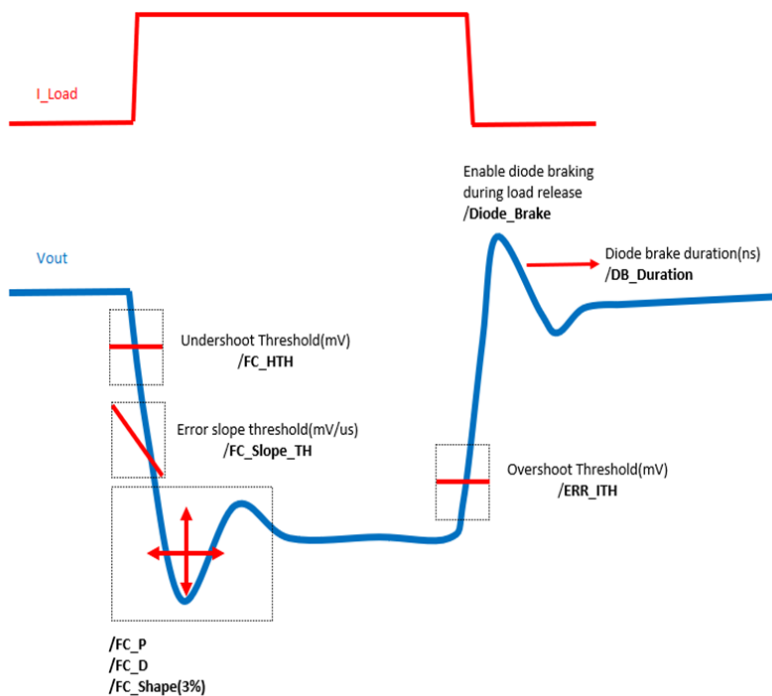 I_Load
Enable diode braking
during load release
/Diode_Brake
Vout
Diode brake duration(ns)
/DB_Duration
Undershoot Threshold(mV)
/FC_HTH
Error slope threshold(mV/us)
/FC_Slope_TH
Overshoot Threshold(mV)
/ERR_ITH
/FC_P
/FC_D
/FC_Shape(3%)